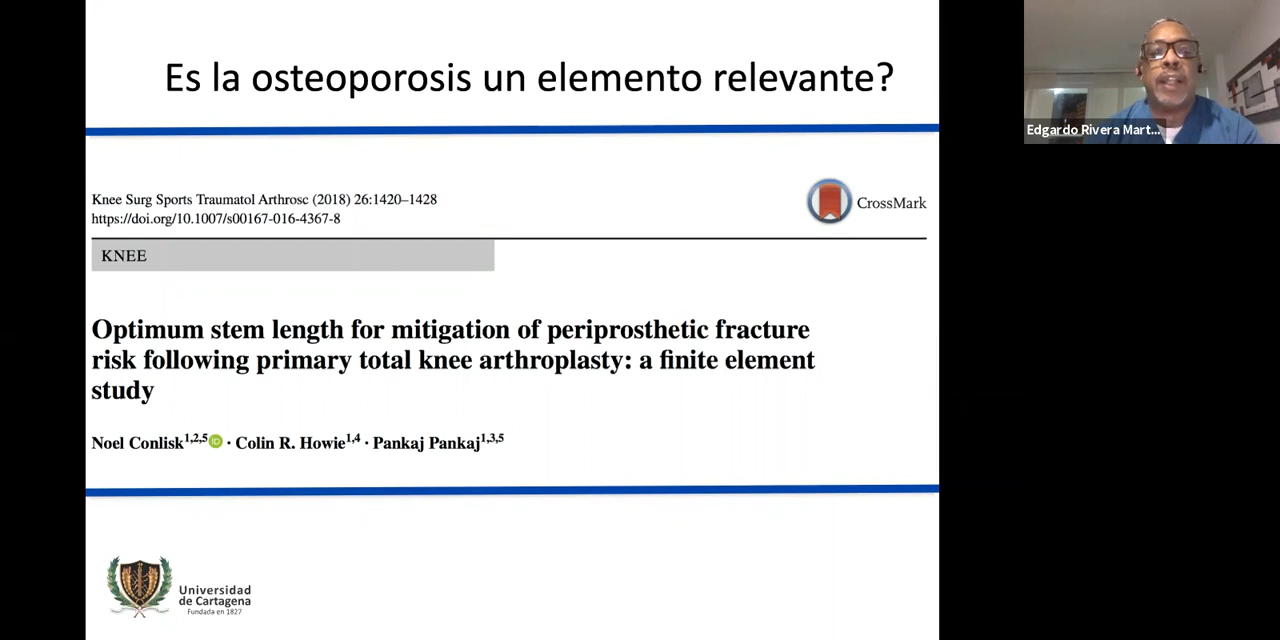 Es la osteoporosis un elemento relevante?
Edgardo Rivera Mart...
Knee Surg Sports Traumatol Arthrosc (2018) 26:1420–1428
https://doi.org/10.1007/s00167-016-4367-8
CrossMark
KNEE
Optimum stem length for mitigation of periprosthetic fracture
risk following primary total knee arthroplasty: a finite element
study
Noel Conlisk1,2,5 iD · Colin R. Howie1,4 · Pankaj Pankaj1,3,5
Universidad
de Cartagena
Fundada en 1827